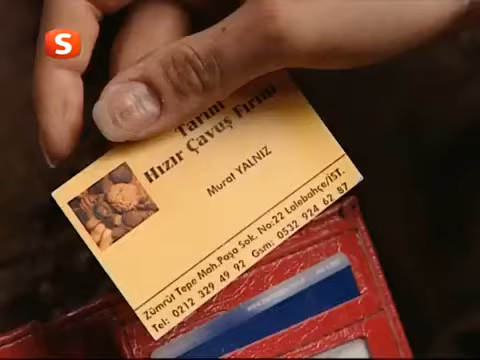 S
Tarihi
Hızır Çavuş Fırını
Murat YALNIZ
Zümrüt Tepe Mah.Paşa Sok. No:22 Lalebahçe/İST.
Tel: 0212 329 49 92 Gsm: 0532 924 62 87